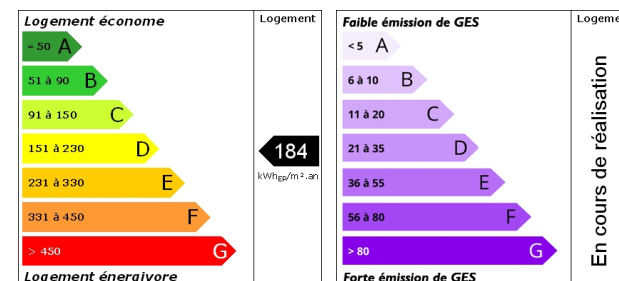 Logement économe
Logement
= 50 A
51 à 90 B
91 à 150 C
151 à 230 D
184
kWhEP/m².an
231 à 330 E
331 à 450 F
> 450 G
Logement énergivore
Faible émission de GES
Logeme
< 5 A
6 à 10 B
11 à 20 C
21 à 35 D
36 à 55 E
56 à 80 F
> 80 G
Forte émission de GES
En cours de réalisation